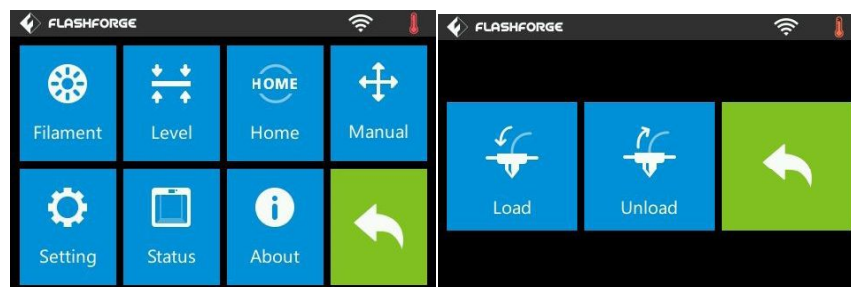 FLASHFORGE
Filament Level HOME Home Manual
Setting Status About
FLASHFORGE
Load Unload